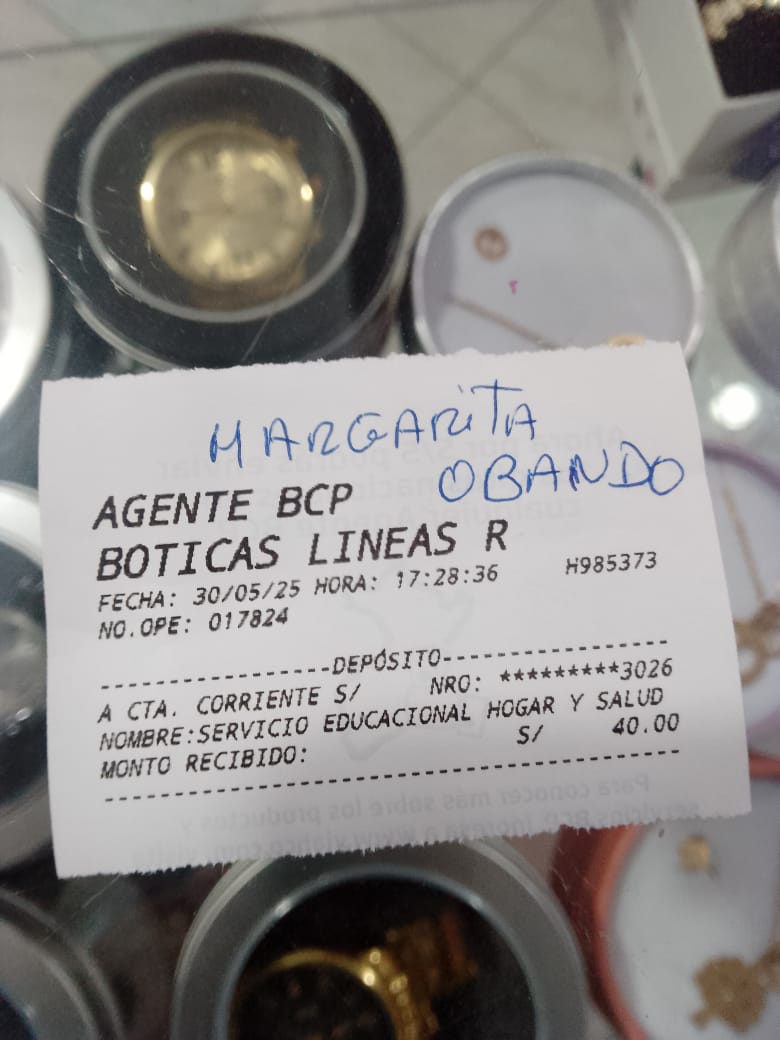 MARGARITA
OBANDO
AGENTE BCP
BOTICAS LINEAS R
FECHA: 30/05/25 HORA: 17:28:36 H985373
NO.OPE: 017824
-----------------DEPÓSITO-----------------
A CTA. CORRIENTE S/ NRO: *********3026
NOMBRE:SERVICIO EDUCACIONAL HOGAR Y SALUD
MONTO RECIBIDO: S/ 40.00
------------------------------------------